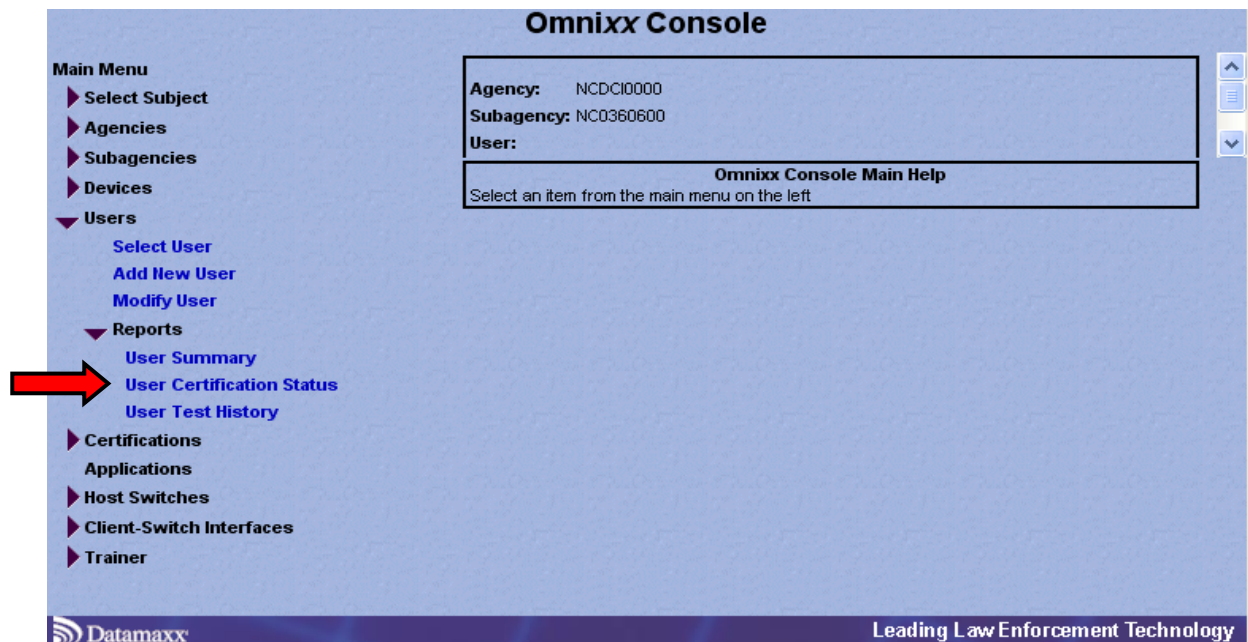 Omnixx Console
Main Menu
Select Subject
Agencies
Subagencies
Devices
Users
Select User
Add New User
Modify User
Reports
User Summary
User Certification Status
User Test History
Certifications
Applications
Host Switches
Client-Switch Interfaces
Trainer
Agency: NCDCI0000
Subagency: NC0360600
User:
Omnixx Console Main Help
Select an item from the main menu on the left
Datamaxx
Leading Law Enforcement Technology